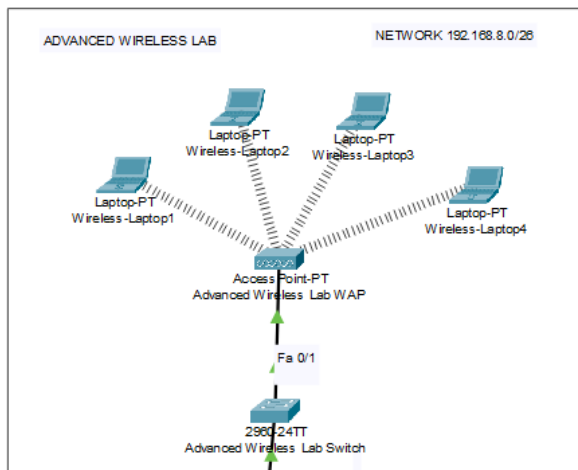 ADVANCED WIRELESS LAB
NETWORK 192.168.8.0/26
Laptop-PT
Wireless-Laptop2
Laptop-PT
Wireless-Laptop3
Laptop-PT
Wireless-Laptop1
Laptop-PT
Wireless-Laptop4
Access Point-PT
Advanced Wireless Lab WAP
Fa 0/1
2960-24TT
Advanced Wireless Lab Switch